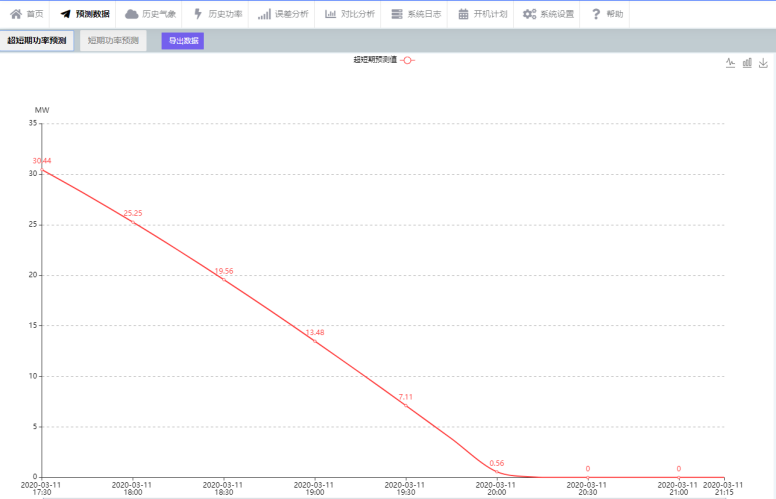 首页 预测数据 历史气象 历史功率 误差分析 对比分析 系统日志 开机计划 系统设置 帮助
超短期功率预测 短期功率预测 导出数据
超短期预测值
MW
35
30.44
30
25.25
25
20
19.56
15
13.48
10
7.11
5
0.56
0 0
0
2020-03-11 2020-03-11 2020-03-11 2020-03-11 2020-03-11 2020-03-11 2020-03-11 2020-03-11 2020-03-11
17:30 18:00 18:30 19:00 19:30 20:00 20:30 21:00 21:15